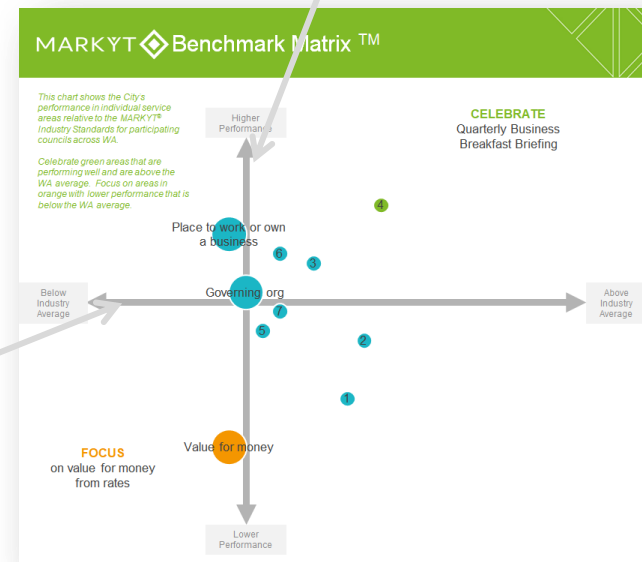 MARKYT Benchmark Matrix ™
This chart shows the City's
performance in individual service
areas relative to the MARKYT®
Industry Standards for participating
councils across WA.
Celebrate green areas that are
performing well and are above the
WA average. Focus on areas in
orange with lower performance that is
below the WA average.
Higher
Performance
CELEBRATE
Quarterly Business
Breakfast Briefing
4
Place to work or own
a business
6
3
Below
Industry
Average
Governing org
Above
Industry
Average
7
5
2
1
Value for money
FOCUS
on value for money
from rates
Lower
Performance